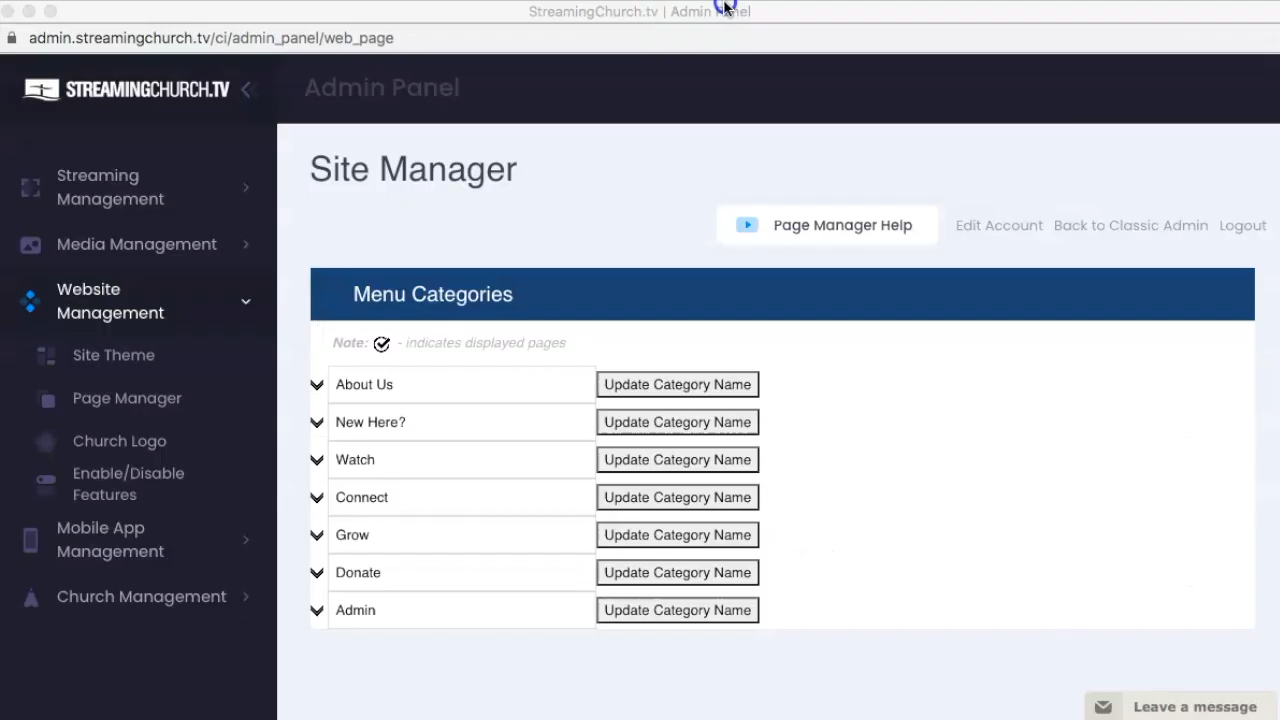 StreamingChurch.tv | Admin Panel
admin.streamingchurch.tv/ci/admin_panel/web_page
STREAMINGCHURCH.TV
Admin Panel
Streaming
Management
Media Management
Website
Management
Site Theme
Page Manager
Church Logo
Enable/Disable
Features
Mobile App
Management
Church Management
Site Manager
Page Manager Help
Edit Account
Back to Classic Admin
Logout
Menu Categories
Note: - indicates displayed pages
About Us Update Category Name
New Here? Update Category Name
Watch Update Category Name
Connect Update Category Name
Grow Update Category Name
Donate Update Category Name
Admin Update Category Name
Leave a message